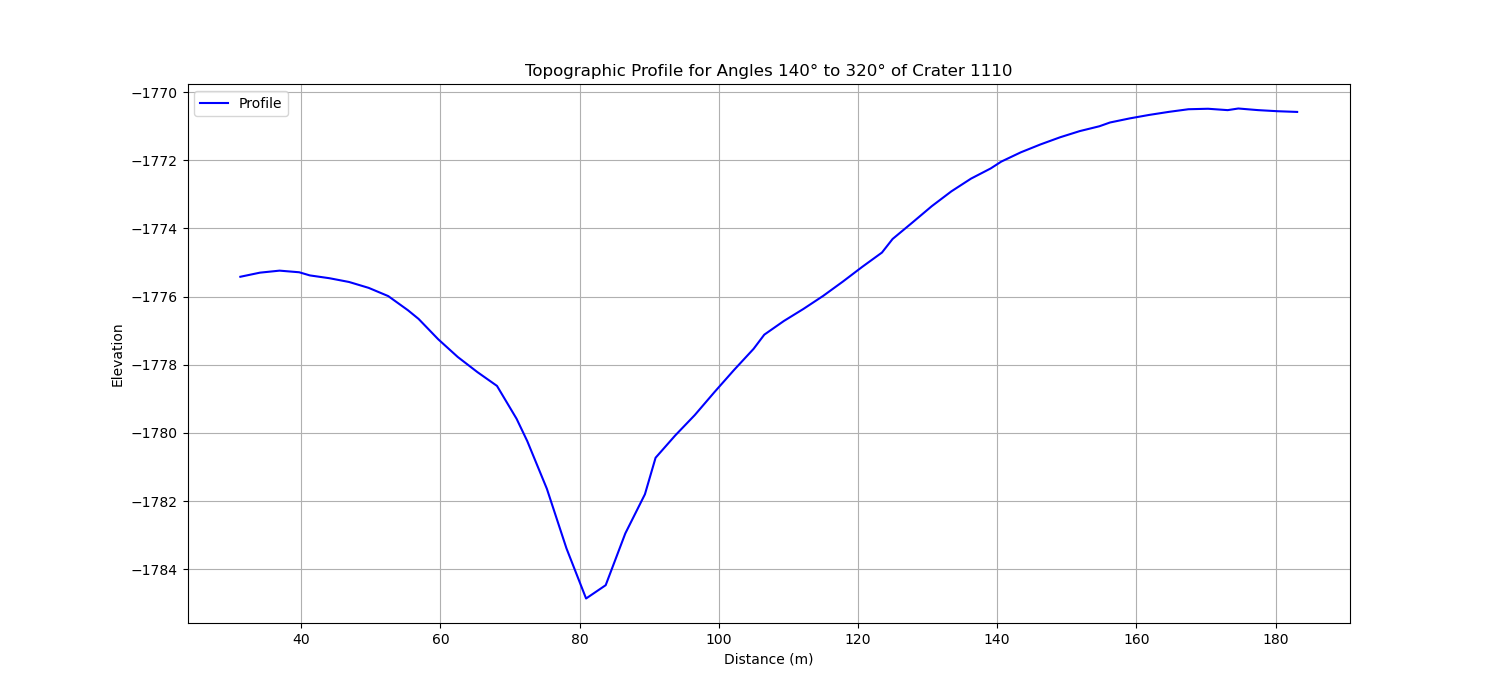 Topographic Profile for Angles 140° to 320° of Crater 1110
Profile
−1770
−1772
−1774
−1776
−1778
−1780
−1782
−1784
Elevation
40 60 80 100 120 140 160 180
Distance (m)